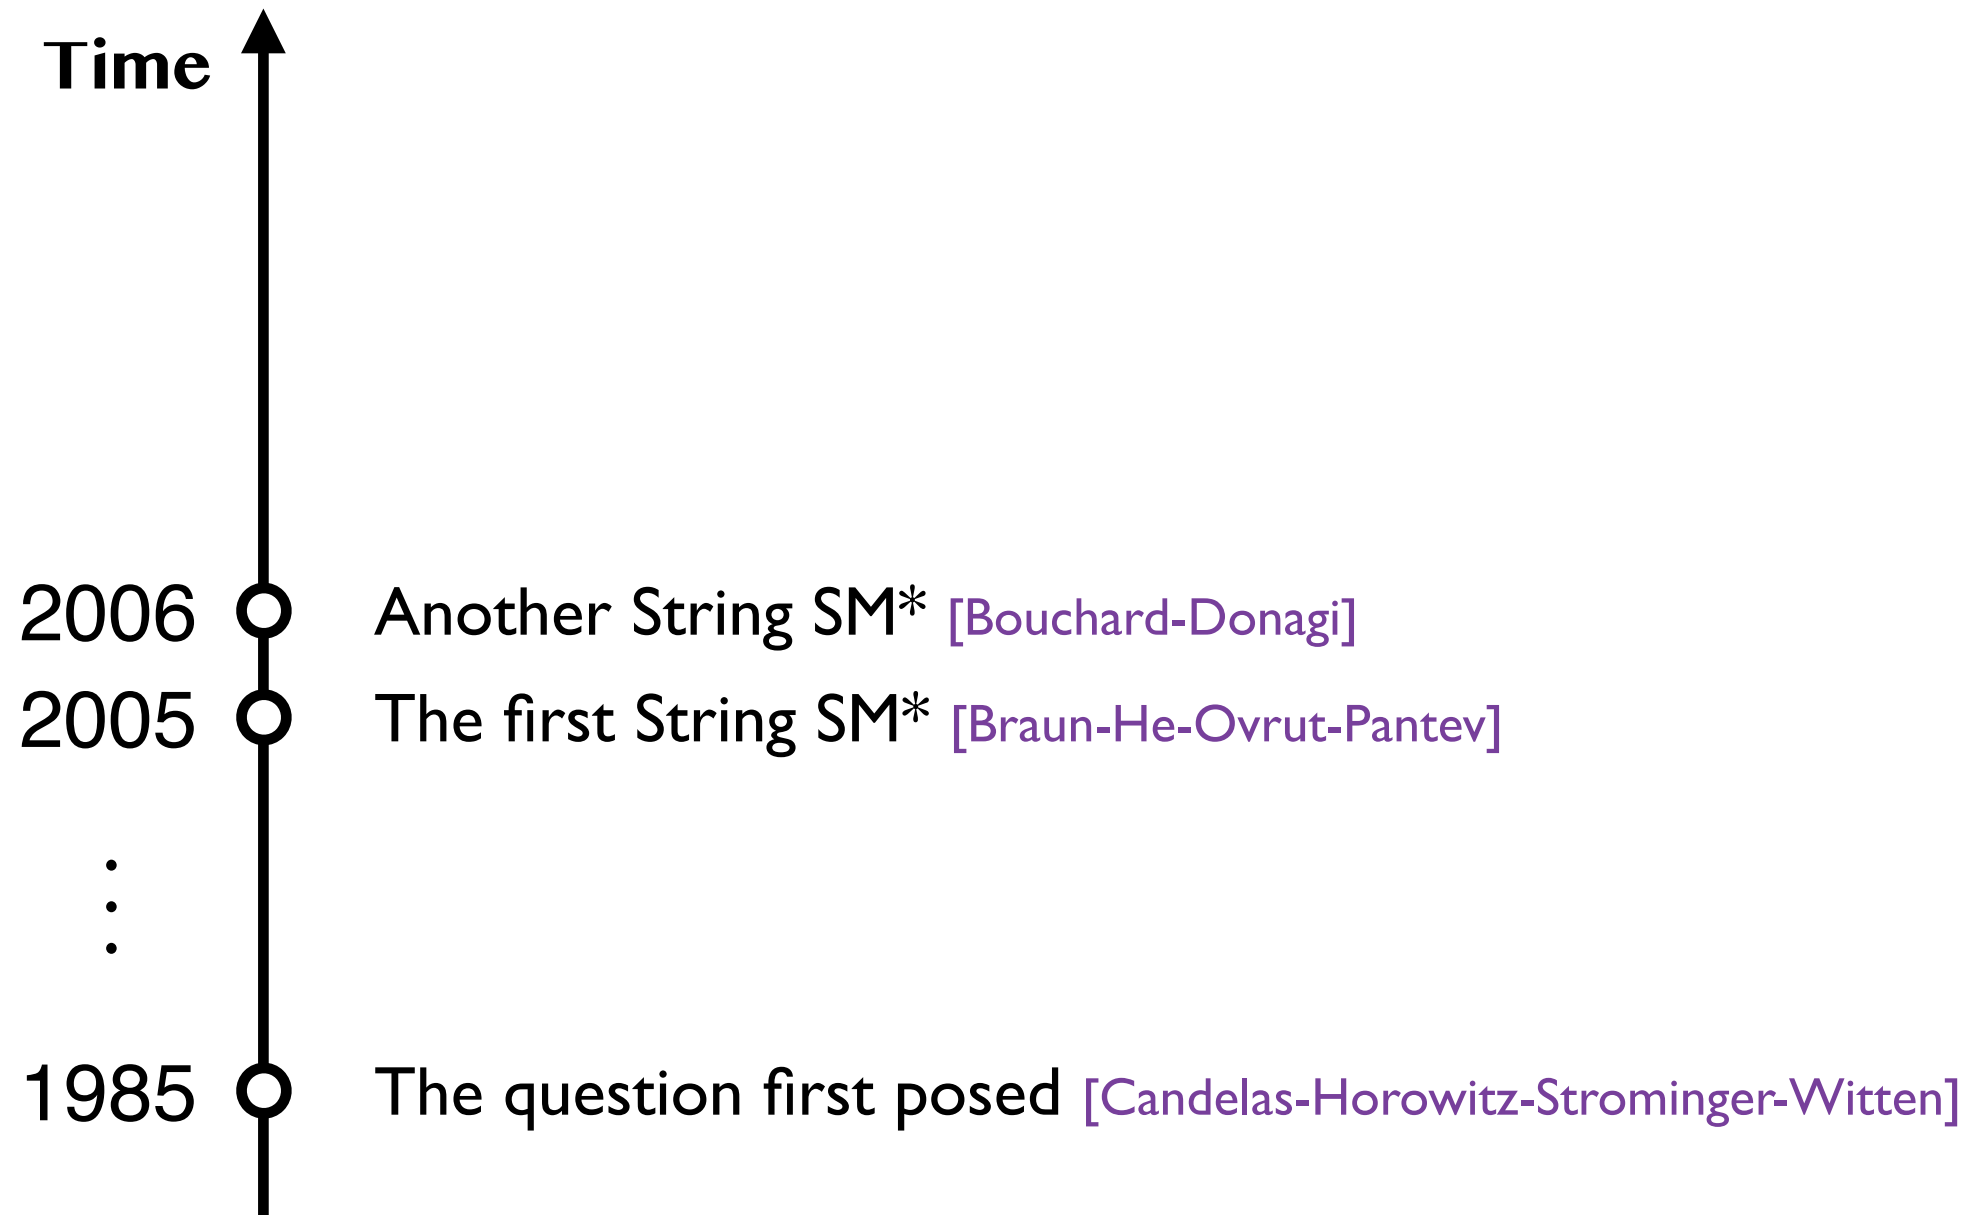 Time
2006 Another String SM* [Bouchard-Donagi]
2005 The first String SM* [Braun-He-Ovrut-Pantev]
1985 The question first posed [Candelas-Horowitz-Strominger-Witten]